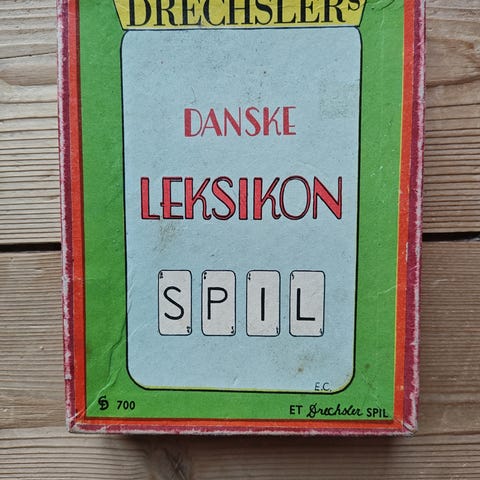 DRECHSLERS
DANSKE
LEKSIKON
SPIL
E.C.
700
ET Drechsler SPIL